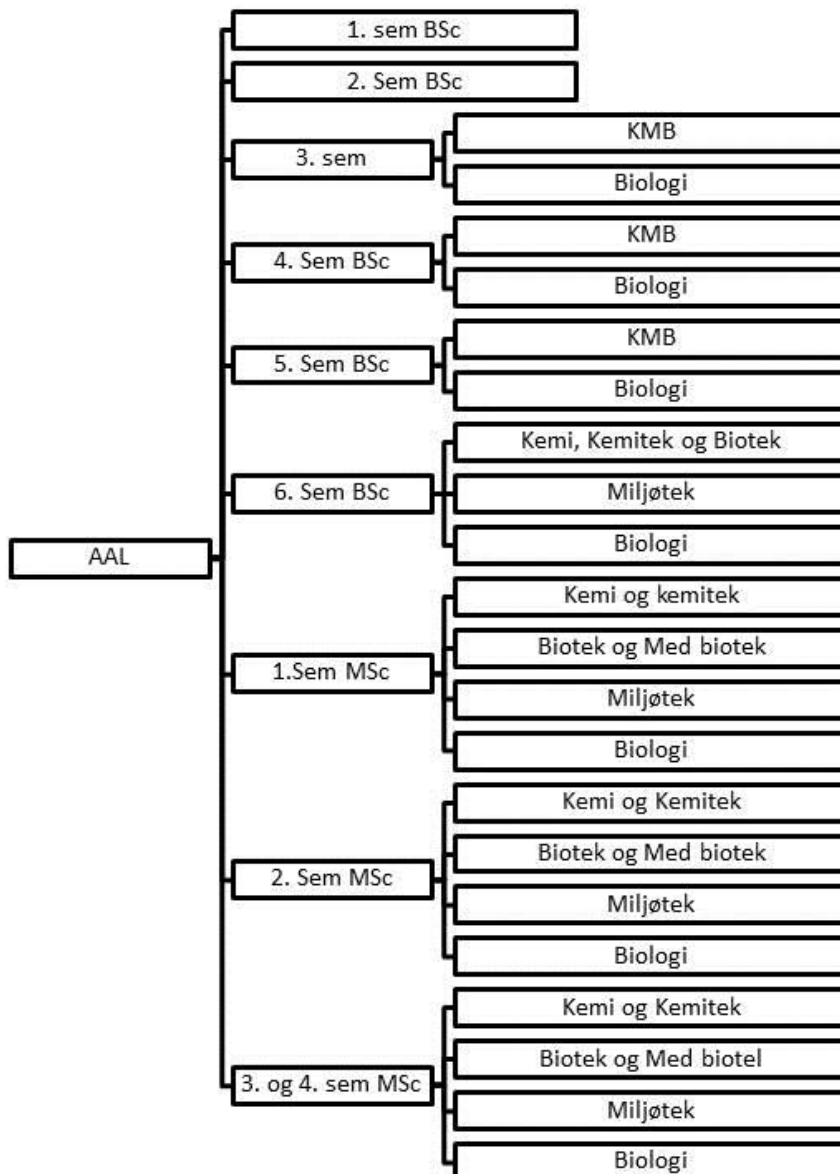 1. sem BSc
2. Sem BSc
3. sem
KMB
Biologi
4. Sem BSc
KMB
Biologi
5. Sem BSc
KMB
Biologi
6. Sem BSc
Kemi, Kemitek og Biotek
Miljøtek
Biologi
AAL
1.Sem MSc
Kemi og kemitek
Biotek og Med biotek
Miljøtek
Biologi
2. Sem MSc
Kemi og Kemitek
Biotek og Med biotek
Miljøtek
Biologi
3. og 4. sem MSc
Kemi og Kemitek
Biotek og Med biotel
Miljøtek
Biologi